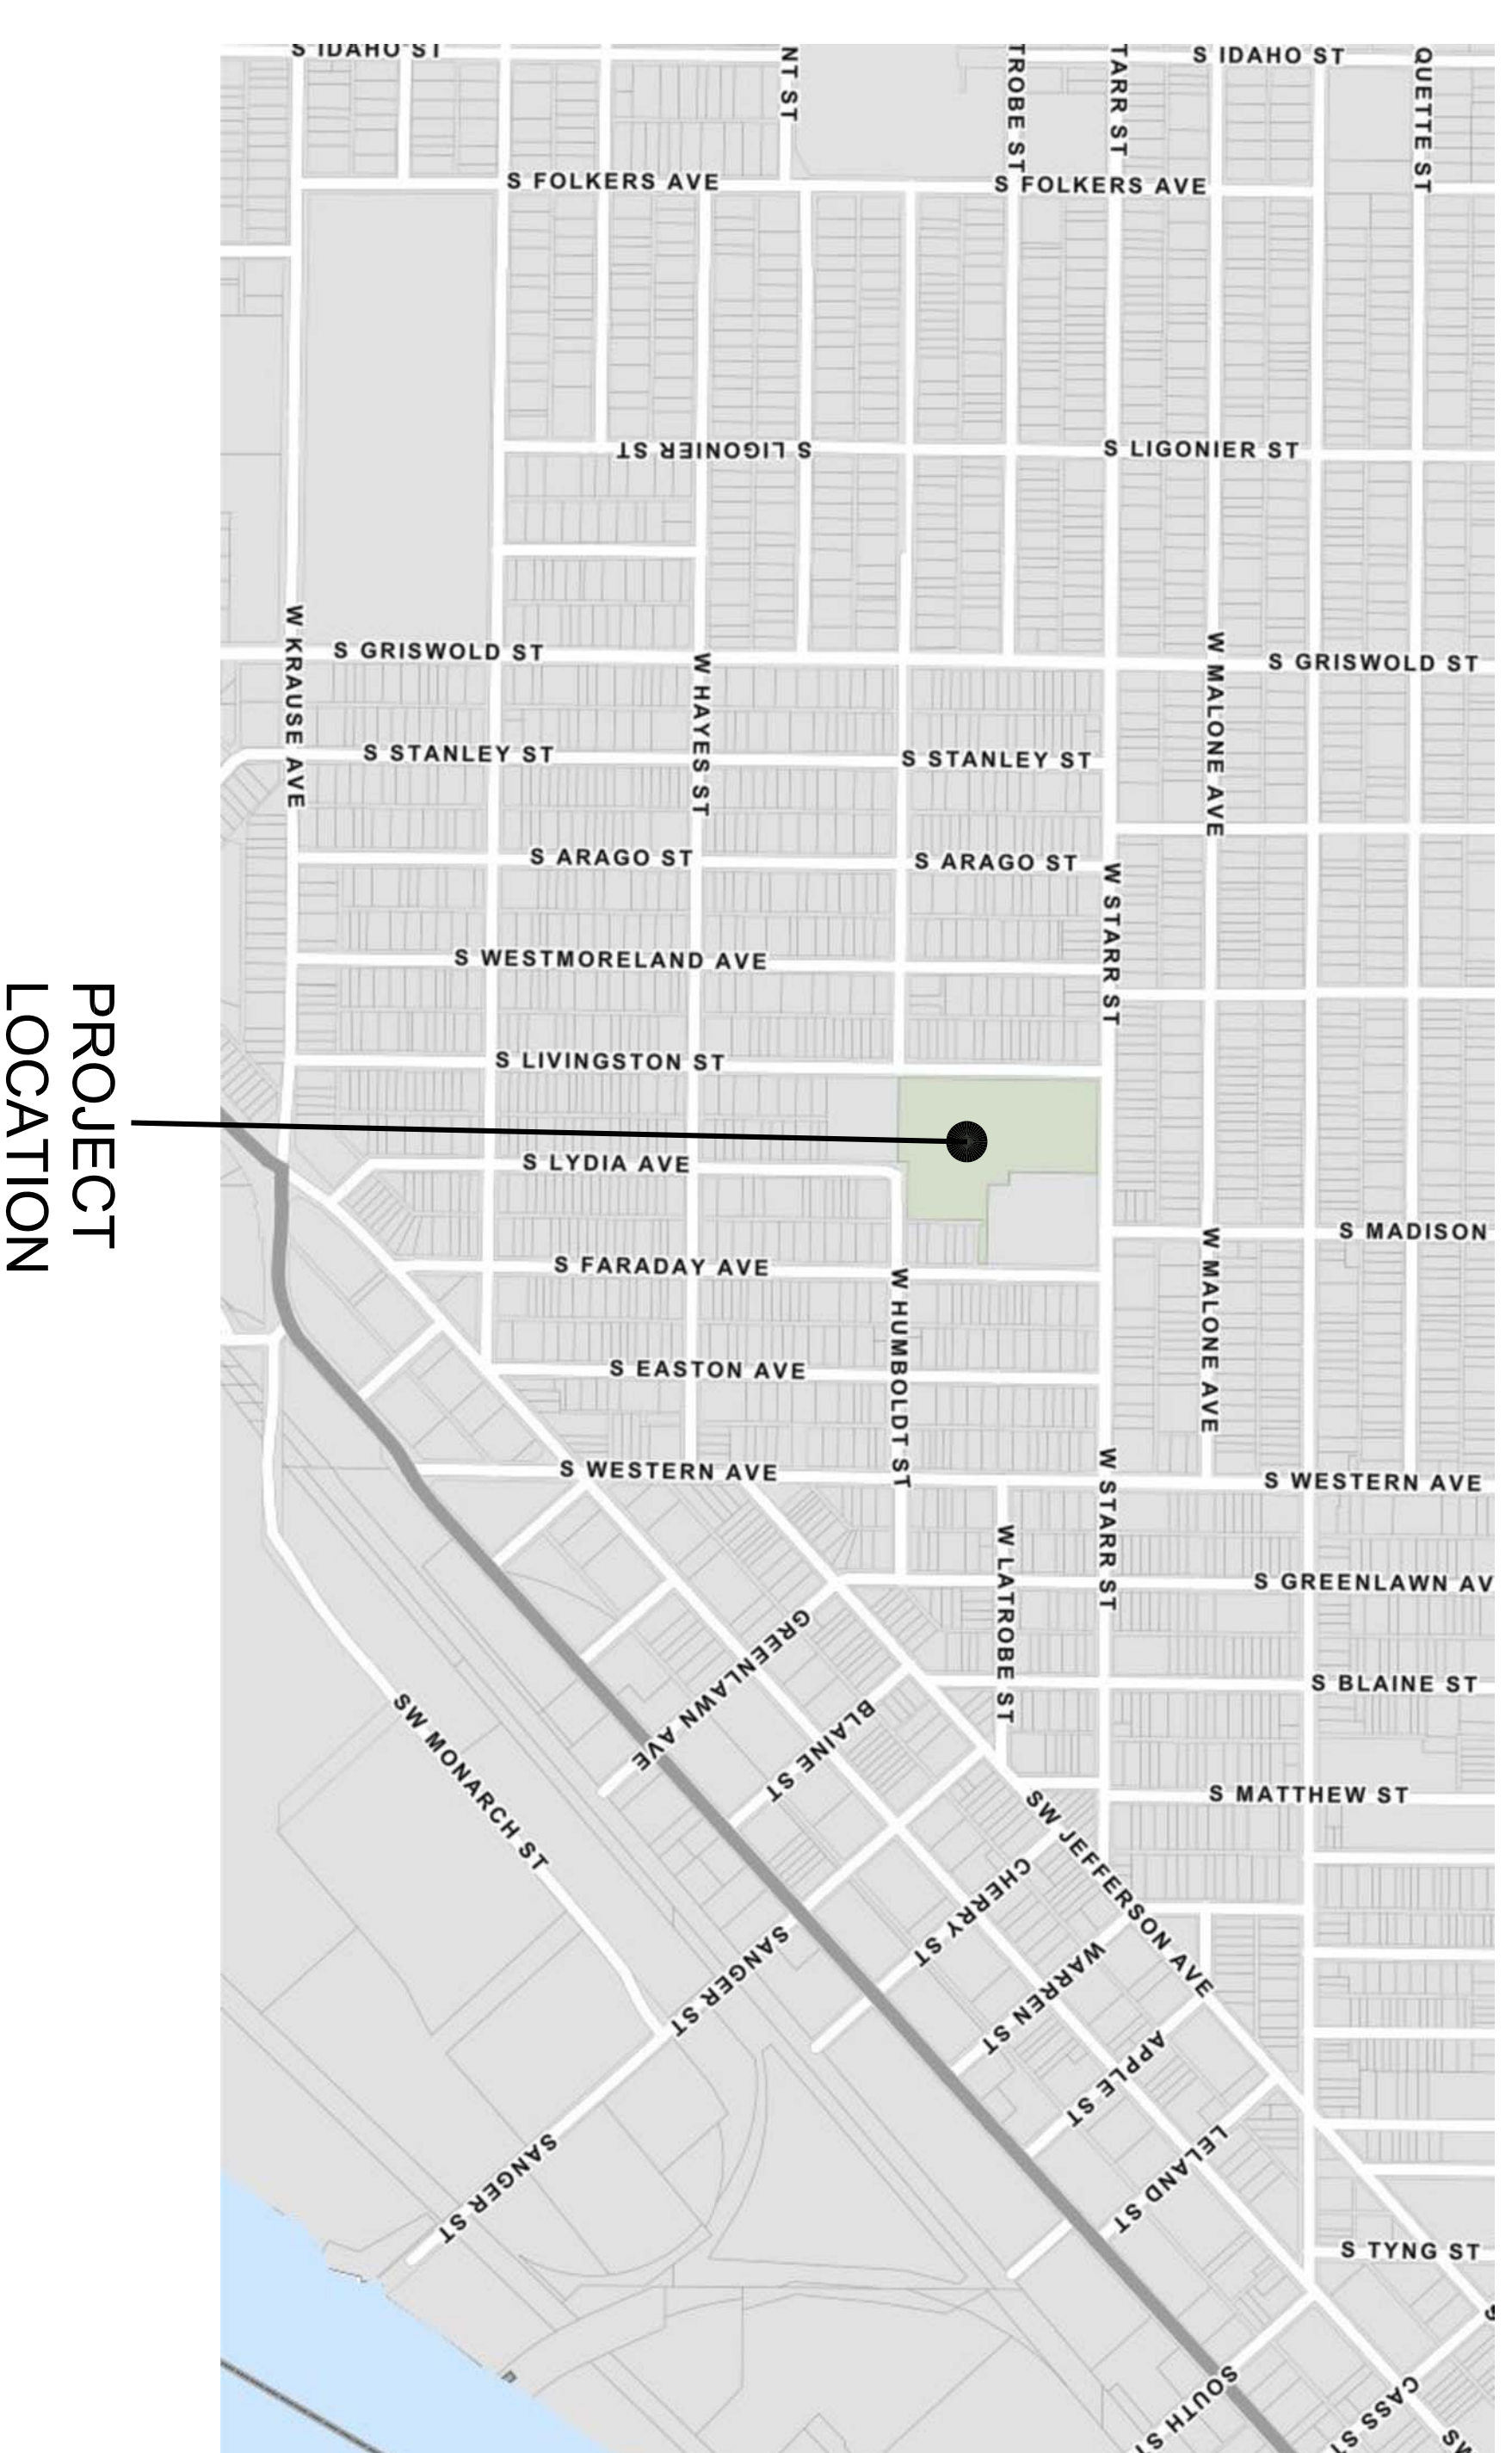 S IDAHO ST
S IDAHO ST
NT ST
TROBE ST
TARR ST
QUETTE ST
S FOLKERS AVE
S FOLKERS AVE
S LIGONIER ST
S LIGONIER ST
W KRAUSE AVE
S GRISWOLD ST
W HAYES ST
W MALONE AVE
S GRISWOLD ST
S STANLEY ST
S STANLEY ST
S ARAGO ST
S ARAGO ST
W STARR ST
S WESTMORELAND AVE
PROJECT
LOCATION
S LIVINGSTON ST
S LYDIA AVE
S MADISON
W MALONE AVE
S FARADAY AVE
W HUMBOLDT ST
S EASTON AVE
W STARR ST
S WESTERN AVE
S WESTERN AVE
W LATROBE ST
S GREENLAWN AV
GREENLAWN AVE
S BLAINE ST
BLAINE ST
SW MONARCH ST
S MATTHEW ST
SW JEFFERSON AVE
CHERRY ST
SANGER ST
WARREN ST
APPLE ST
LELAND ST
SANGER ST
S TYNG ST
S
SOUTH ST
CASS ST
SW